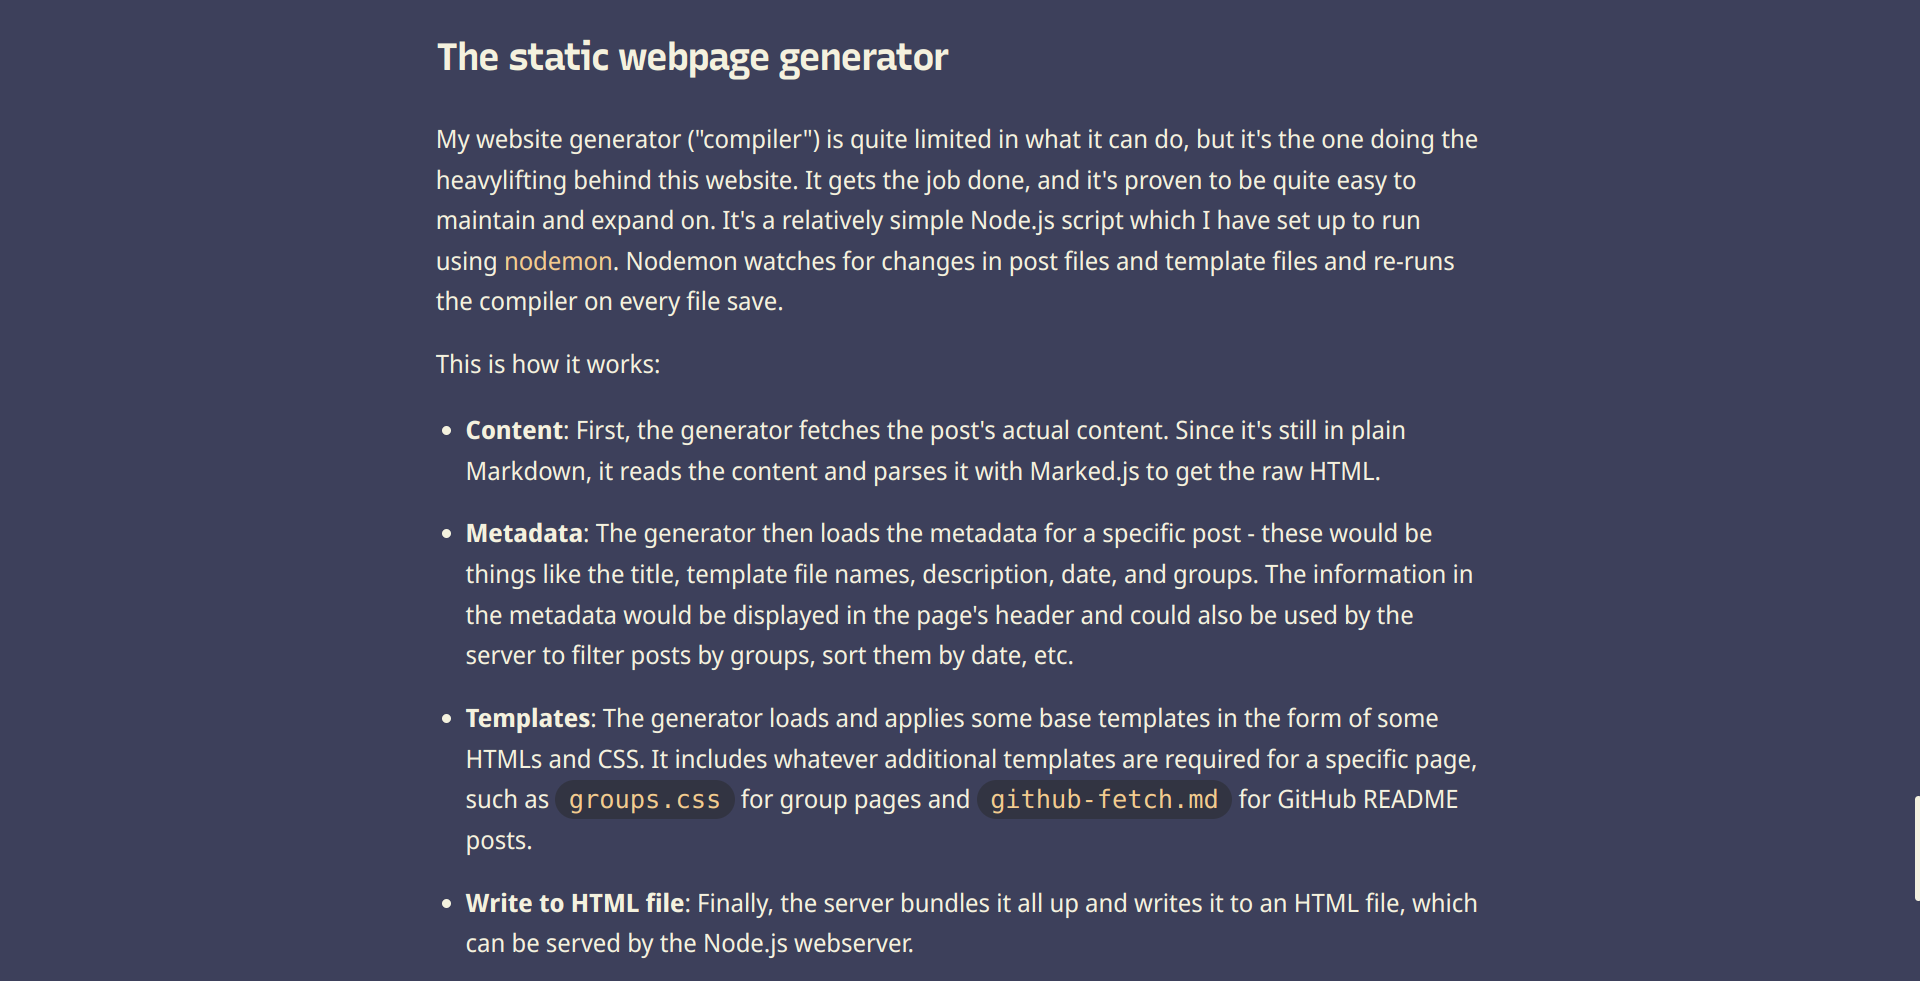 The static webpage generator
My website generator ("compiler") is quite limited in what it can do, but it's the one doing the
heavylifting behind this website. It gets the job done, and it's proven to be quite easy to
maintain and expand on. It's a relatively simple Node.js script which I have set up to run
using nodemon. Nodemon watches for changes in post files and template files and re-runs
the compiler on every file save.
This is how it works:
• Content: First, the generator fetches the post's actual content. Since it's still in plain
Markdown, it reads the content and parses it with Marked.js to get the raw HTML.
• Metadata: The generator then loads the metadata for a specific post - these would be
things like the title, template file names, description, date, and groups. The information in
the metadata would be displayed in the page's header and could also be used by the
server to filter posts by groups, sort them by date, etc.
• Templates: The generator loads and applies some base templates in the form of some
HTMLs and CSS. It includes whatever additional templates are required for a specific page,
such as groups.css for group pages and github-fetch.md for GitHub README
posts.
• Write to HTML file: Finally, the server bundles it all up and writes it to an HTML file, which
can be served by the Node.js webserver.